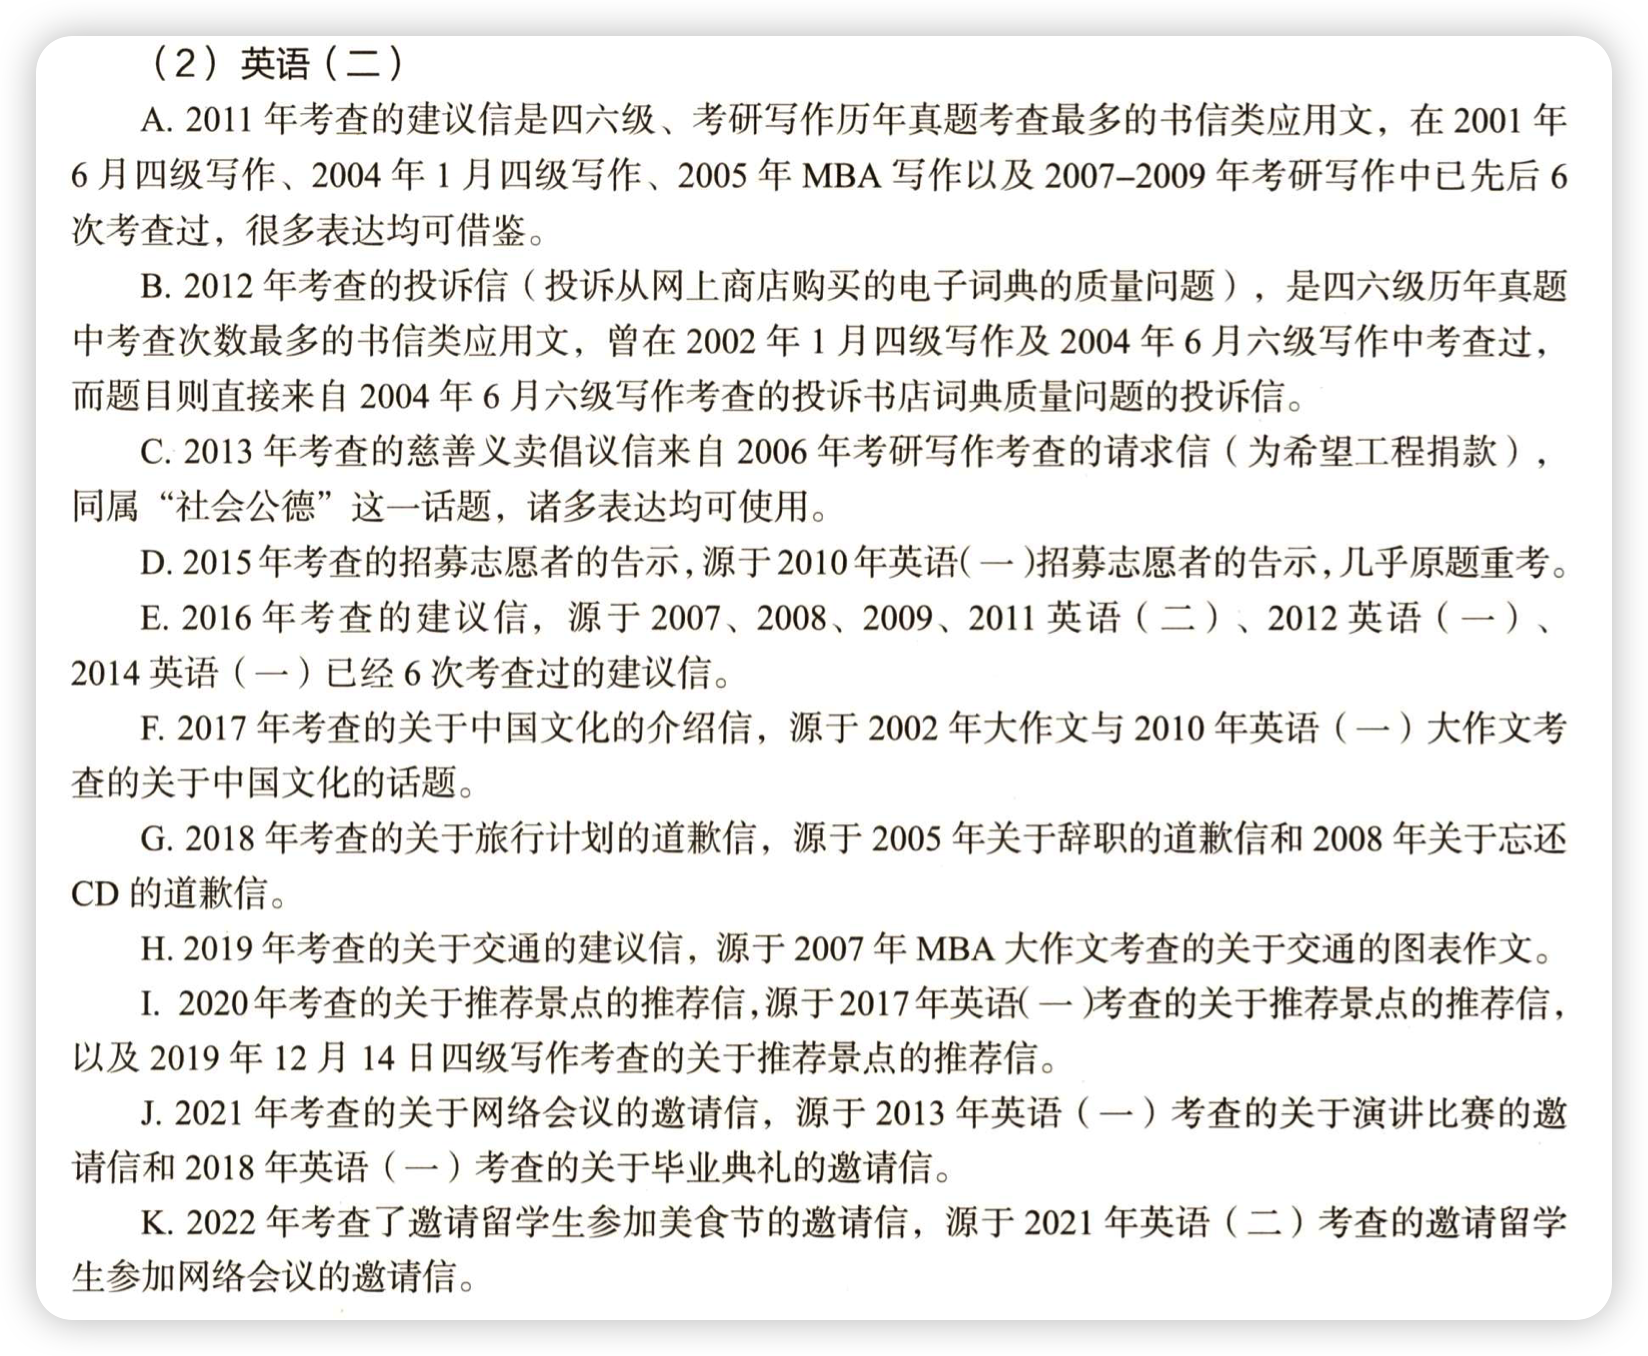 （2）英语（二）
A. 2011 年考查的建议信是四六级、考研写作历年真题考查最多的书信类应用文，在 2001 年
6 月四级写作、2004 年 1 月四级写作、2005 年 MBA 写作以及 2007–2009 年考研写作中已先后 6
次考查过，很多表达均可借鉴。
B. 2012 年考查的投诉信（投诉从网上商店购买的电子词典的质量问题），是四六级历年真题
中考查次数最多的书信类应用文，曾在 2002 年 1 月四级写作及 2004 年 6 月六级写作中考查过，
而题目则直接来自 2004 年 6 月六级写作考查的投诉书店词典质量问题的投诉信。
C. 2013 年考查的慈善义卖倡议信来自 2006 年考研写作考查的请求信（为希望工程捐款），
同属“社会公德”这一话题，诸多表达均可使用。
D. 2015 年考查的招募志愿者的告示，源于 2010 年英语（一）招募志愿者的告示，几乎原题重考。
E. 2016 年考查的建议信，源于 2007、2008、2009、2011 英语（二）、2012 英语（一）、
2014 英语（一）已经 6 次考查过的建议信。
F. 2017 年考查的关于中国文化的介绍信，源于 2002 年大作文与 2010 年英语（一）大作文考
查的关于中国文化的话题。
G. 2018 年考查的关于旅行计划的道歉信，源于 2005 年关于辞职的道歉信和 2008 年关于忘还
CD 的道歉信。
H. 2019 年考查的关于交通的建议信，源于 2007 年 MBA 大作文考查的关于交通的图表作文。
I. 2020 年考查的关于推荐景点的推荐信，源于 2017 年英语（一）考查的关于推荐景点的推荐信，
以及 2019 年 12 月 14 日四级写作考查的关于推荐景点的推荐信。
J. 2021 年考查的关于网络会议的邀请信，源于 2013 年英语（一）考查的关于演讲比赛的邀
请信和 2018 年英语（一）考查的关于毕业典礼的邀请信。
K. 2022 年考查了邀请留学生参加美食节的邀请信，源于 2021 年英语（二）考查的邀请留学
生参加网络会议的邀请信。